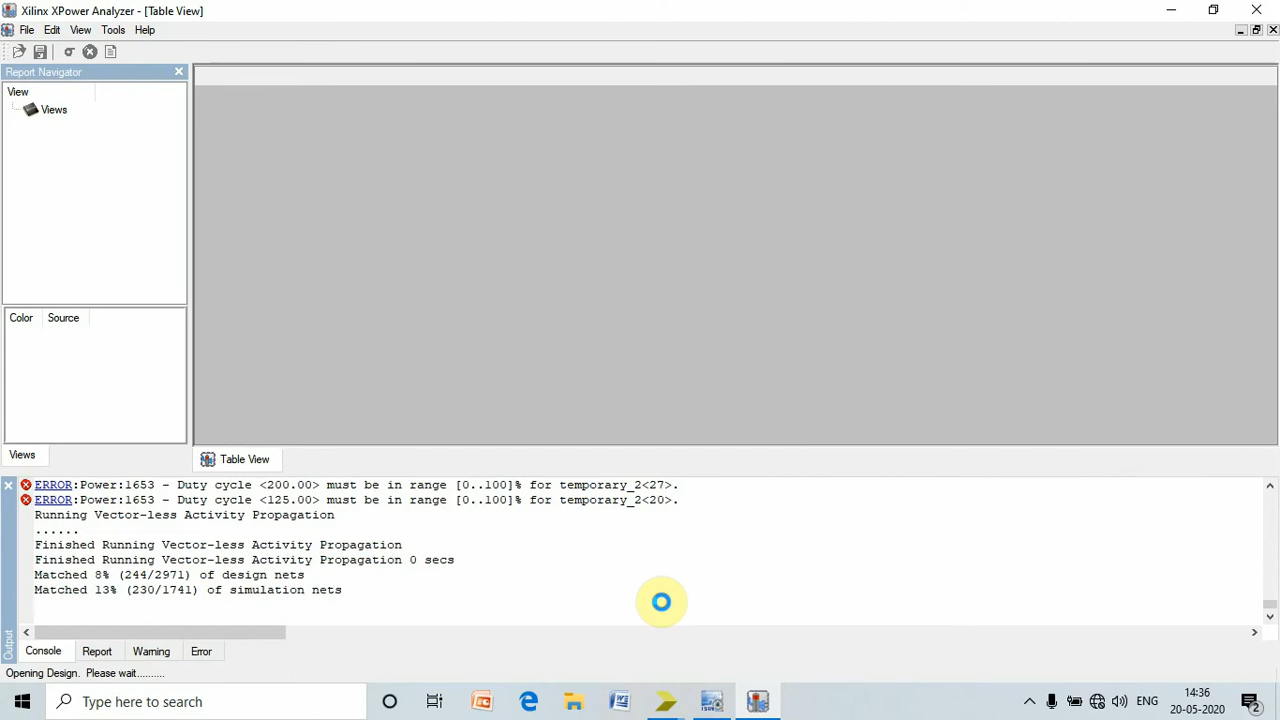 Xilinx XPower Analyzer - [Table View]
File Edit View Tools Help
Report Navigator
View
Views
Color Source
Views
Table View
ERROR:Power:1653 - Duty cycle <200.00> must be in range [0..100]% for temporary_2<27>.
ERROR:Power:1653 - Duty cycle <125.00> must be in range [0..100]% for temporary_2<20>.
Running Vector-less Activity Propagation
......
Finished Running Vector-less Activity Propagation
Finished Running Vector-less Activity Propagation 0 secs
Matched 8% (244/2971) of design nets
Matched 13% (230/1741) of simulation nets
Output
Console Report Warning Error
Opening Design. Please wait.........
Type here to search
ENG
14:36
20-05-2020
2